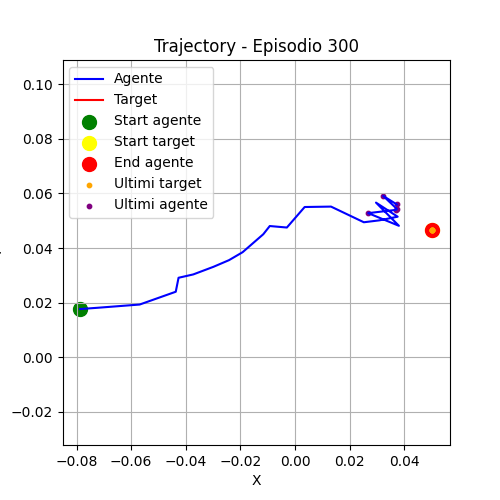 Trajectory - Episodio 300
Agente
Target
Start agente
Start target
End agente
Ultimi target
Ultimi agente
0.10
0.08
0.06
0.04
0.02
0.00
−0.02
−0.08 −0.06 −0.04 −0.02 0.00 0.02 0.04
X